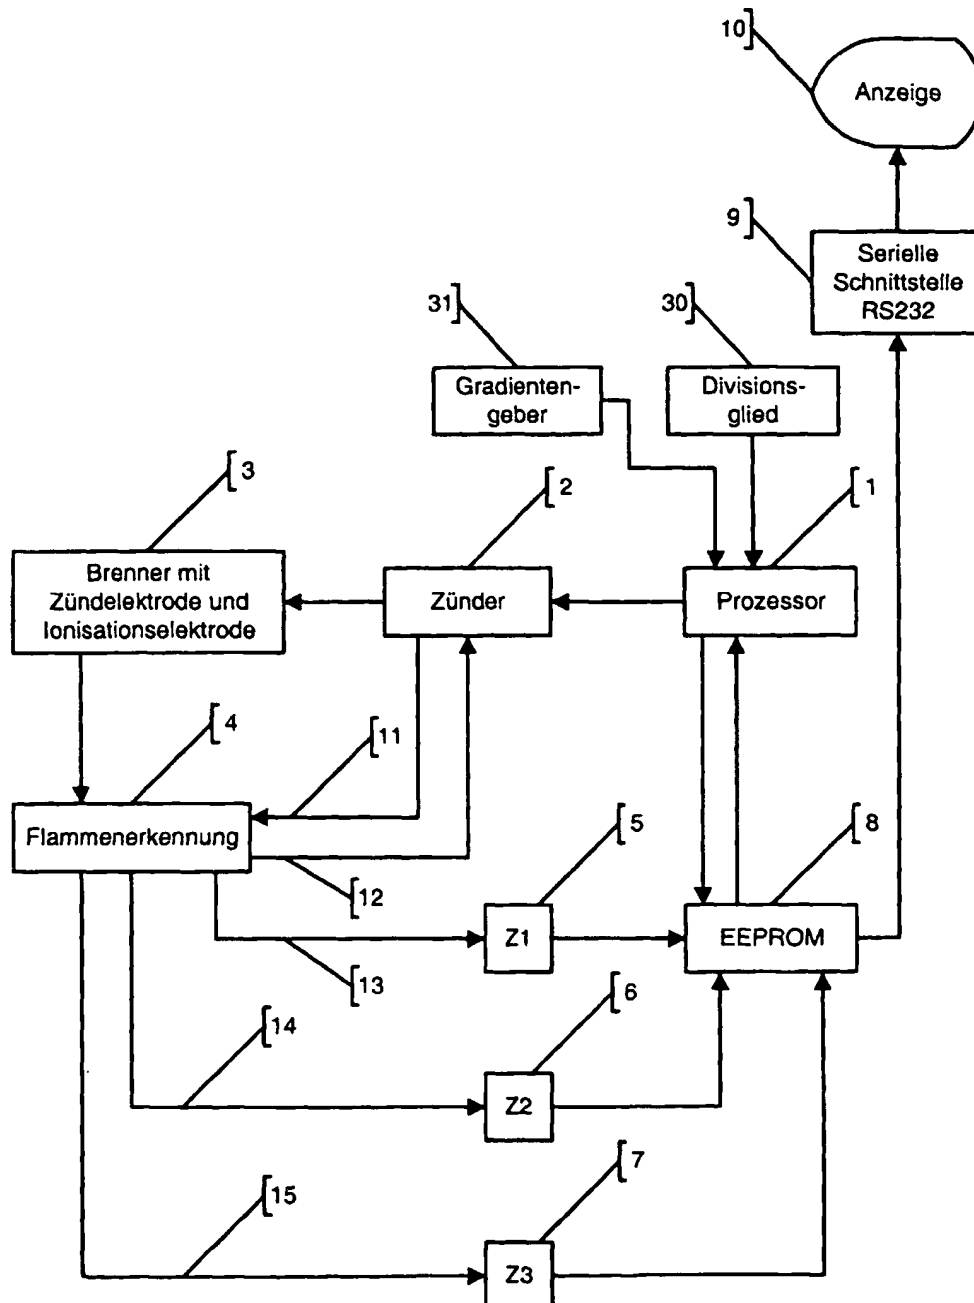 10
Anzeige
9
Serielle
Schnittstelle
RS232
31
30
Gradienten-
geber
Divisions-
glied
3
2
1
Brenner mit
Zündelektrode und
Ionisationselektrode
Zünder
Prozessor
4
11
Flammenerkennung
5
8
12
Z1
EEPROM
13
6
14
Z2
7
15
Z3